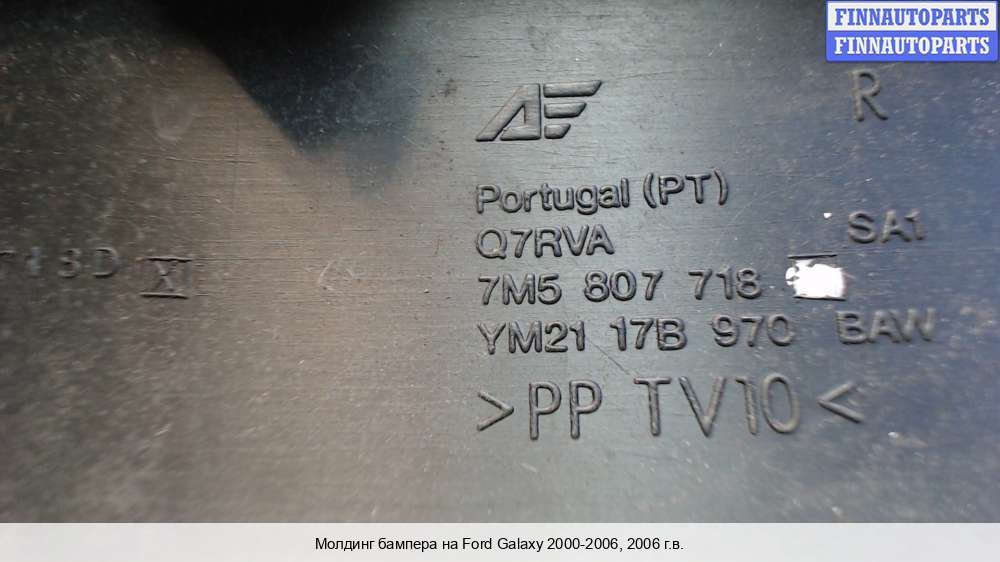 FINNAUTOPARTS
FINNAUTOPARTS
R
Portugal (PT)
Q7RVA
SA1
7M5 807 718
YM21 17B 970 BAW
>PP TV10<
Молдинг бампера на Ford Galaxy 2000-2006, 2006 г.в.